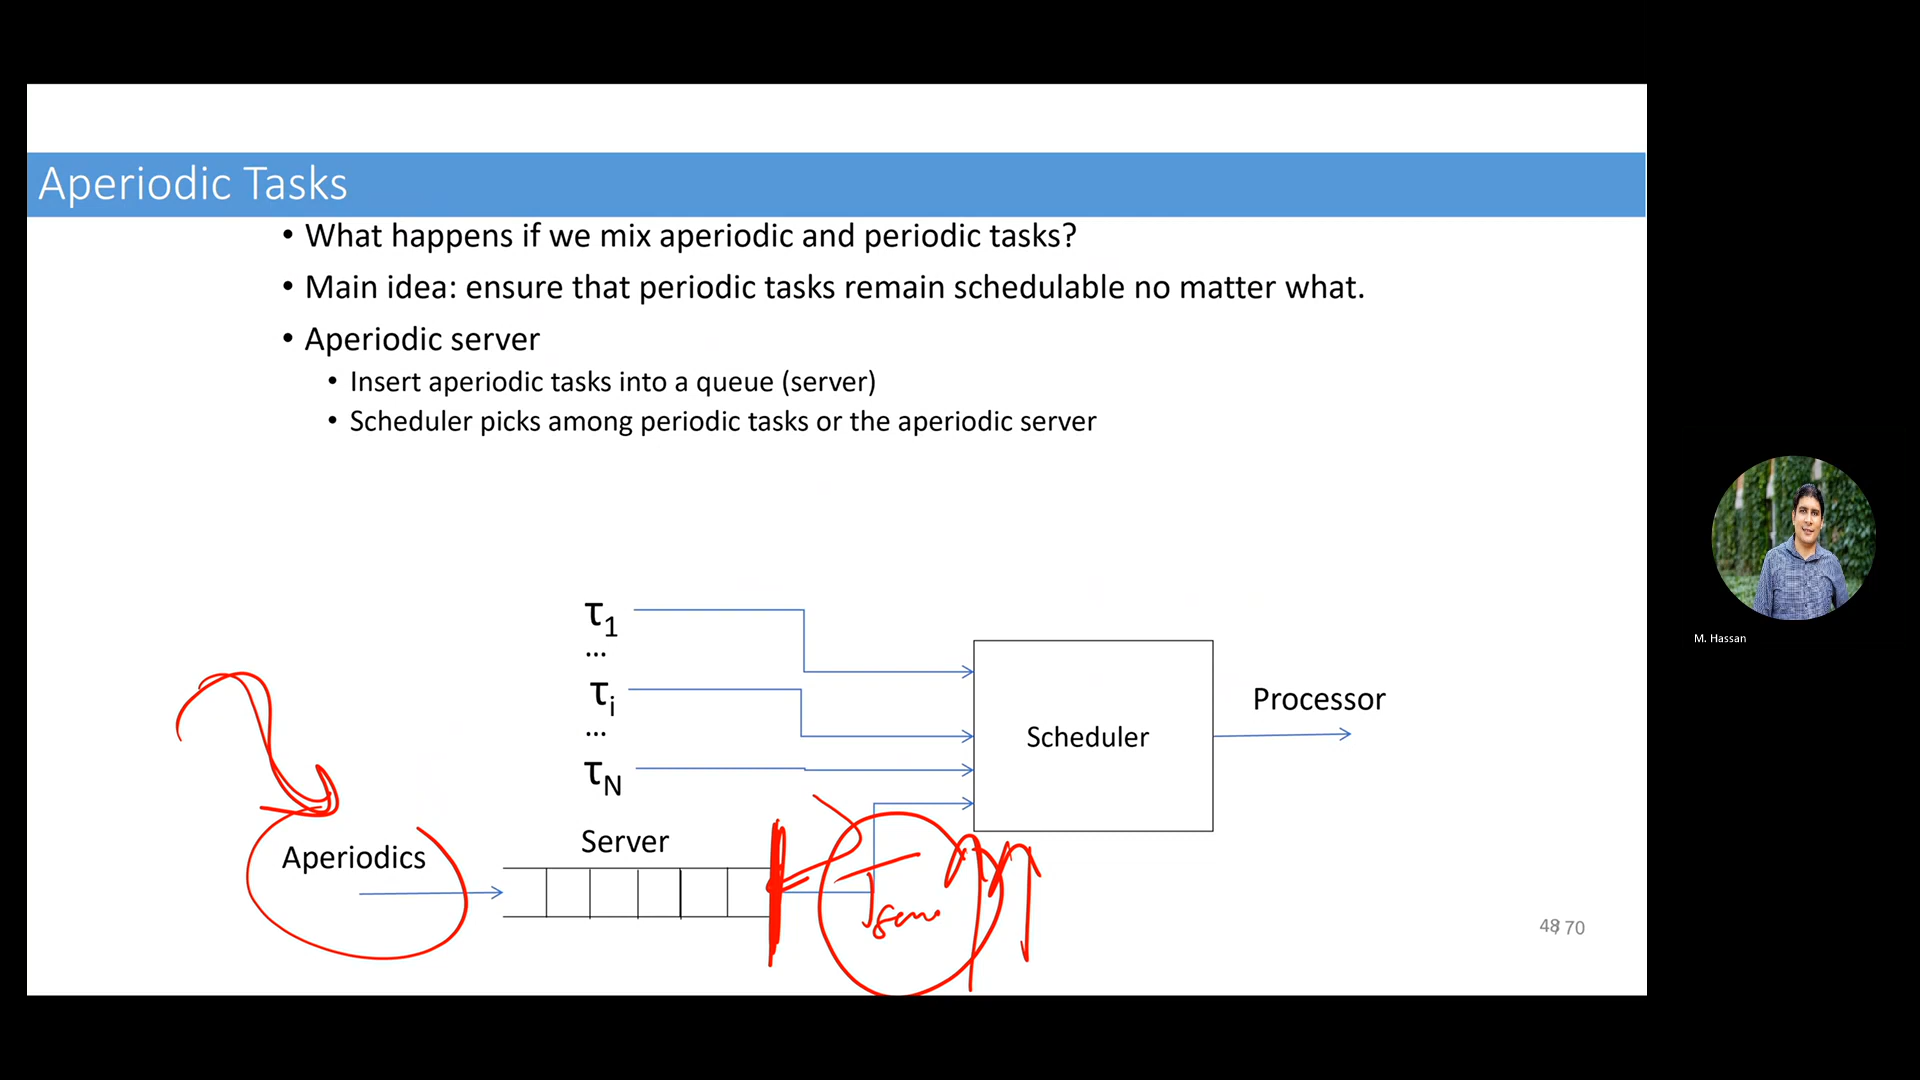 Aperiodic Tasks
• What happens if we mix aperiodic and periodic tasks?
• Main idea: ensure that periodic tasks remain schedulable no matter what.
• Aperiodic server
• Insert aperiodic tasks into a queue (server)
• Scheduler picks among periodic tasks or the aperiodic server
τ1
...
τi
...
τN
Scheduler
Processor
Server
Aperiodics
M. Hassan